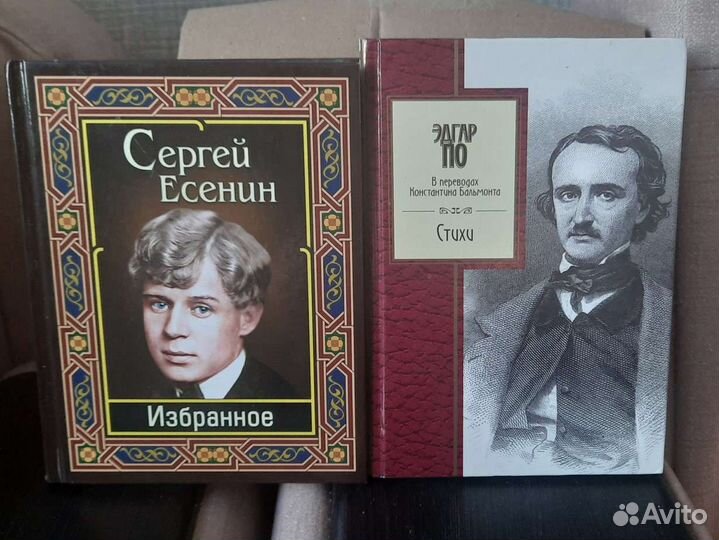 Сергей
Есенин
Избранное
ЭДГАР
ПО
В переводах
Константина Бальмонта
Стихи
Avito